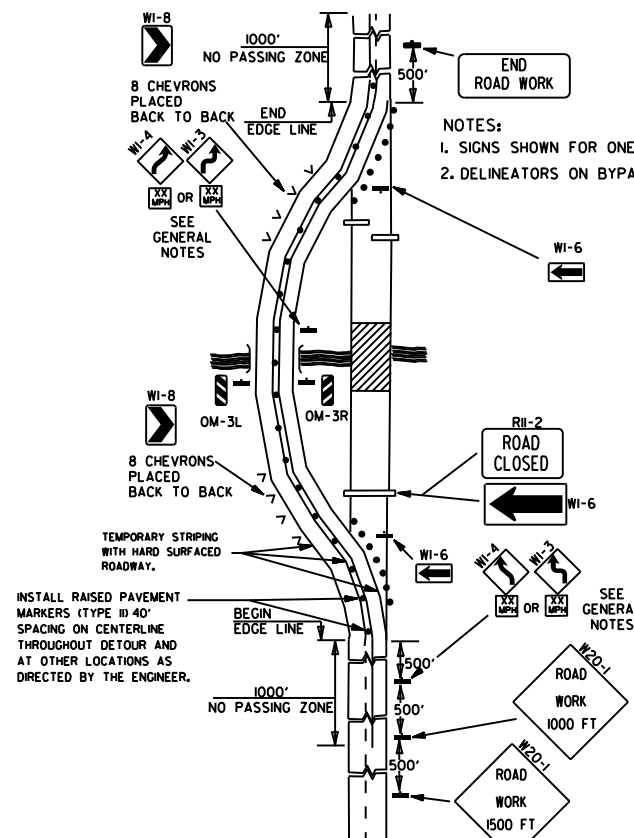 W1-8
1000'
NO PASSING ZONE
500'
END
ROAD WORK
8 CHEVRONS
PLACED
BACK TO BACK
END
EDGE LINE
NOTES:
1. SIGNS SHOWN FOR ONE
2. DELINEATORS ON BYPA
W1-4
W1-3
XX
MPH
OR
XX
MPH
SEE
GENERAL
NOTES
W1-6
W1-8
OM-3L
OM-3R
R11-2
ROAD
CLOSED
W1-6
8 CHEVRONS
PLACED
BACK TO BACK
TEMPORARY STRIPING
WITH HARD SURFACED
ROADWAY.
W1-6
W1-4
W1-3
XX
MPH
OR
XX
MPH
SEE
GENERA
NOTES
INSTALL RAISED PAVEMENT
MARKERS (TYPE II) 40'
SPACING ON CENTERLINE
THROUGHOUT DETOUR AND
AT OTHER LOCATIONS AS
DIRECTED BY THE ENGINEER.
BEGIN
EDGE LINE
500'
1000'
NO PASSING ZONE
500'
W20-1
ROAD
WORK
1000 FT
500'
W20-1
ROAD
WORK
1500 FT